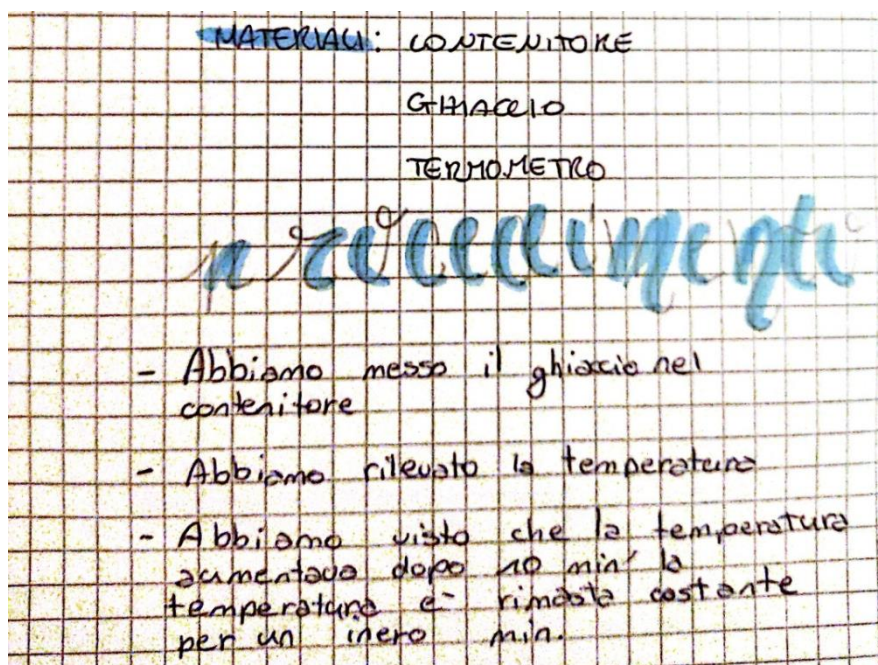 MATERIALI: CONTENITORE
GHIACCIO
TERMOMETRO
procedimento
- Abbiamo messo il ghiaccio nel
contenitore
- Abbiamo rilevato la temperatura
- Abbiamo visto che la temperatura
aumentava dopo 10 min la
temperatura è rimasta costante
per un inero min.